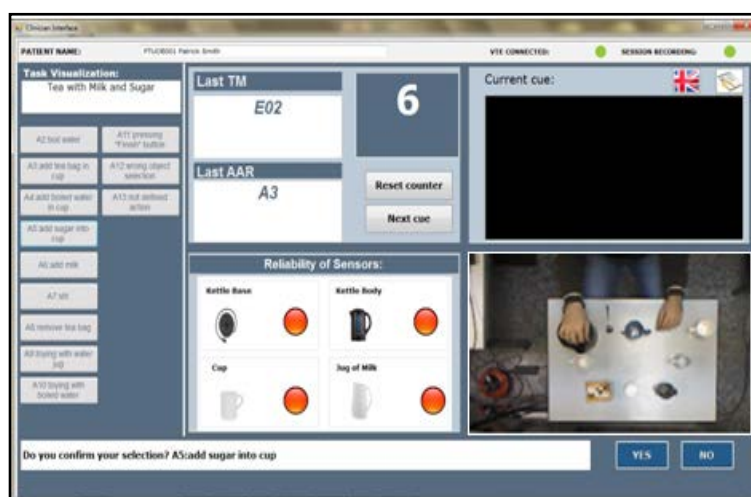 Clinician Interface
PATIENT NAME:
PTUOB001 Patrick Smith
VTE CONNECTED:
SESSION RECORDING:
Task Visualization:
Tea with Milk and Sugar
A2 boil water
A3 add tea bag in
cup
A4 add boiled water
in cup
A5 add sugar into
cup
A6 add milk
A7 stir
A8 remove tea bag
A9 toying with water
jug
A10 toying with
boiled water
A11 pressing
"Finish" button
A12 wrong object
selection
A13 not defined
action
Last TM
E02
Last AAR
A3
6
Reset counter
Next cue
Current cue:
Reliability of Sensors:
Kettle Base
Kettle Body
Cup
Jug of Milk
Do you confirm your selection? A5:add sugar into cup
YES
NO